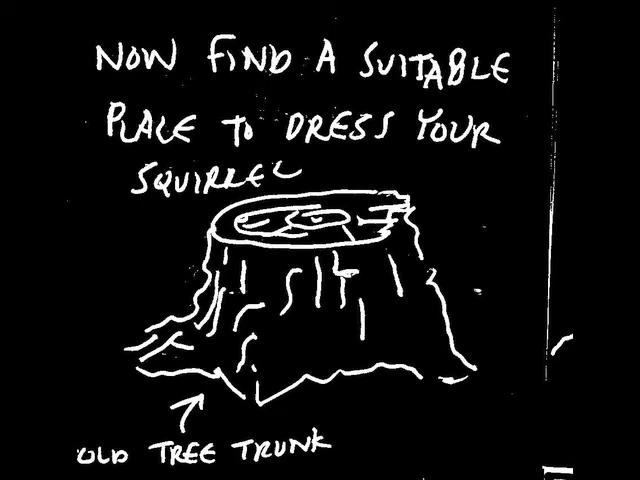 NOW FIND A SUITABLE
PLACE TO DRESS YOUR
SQUIRREL
OLD TREE TRUNK